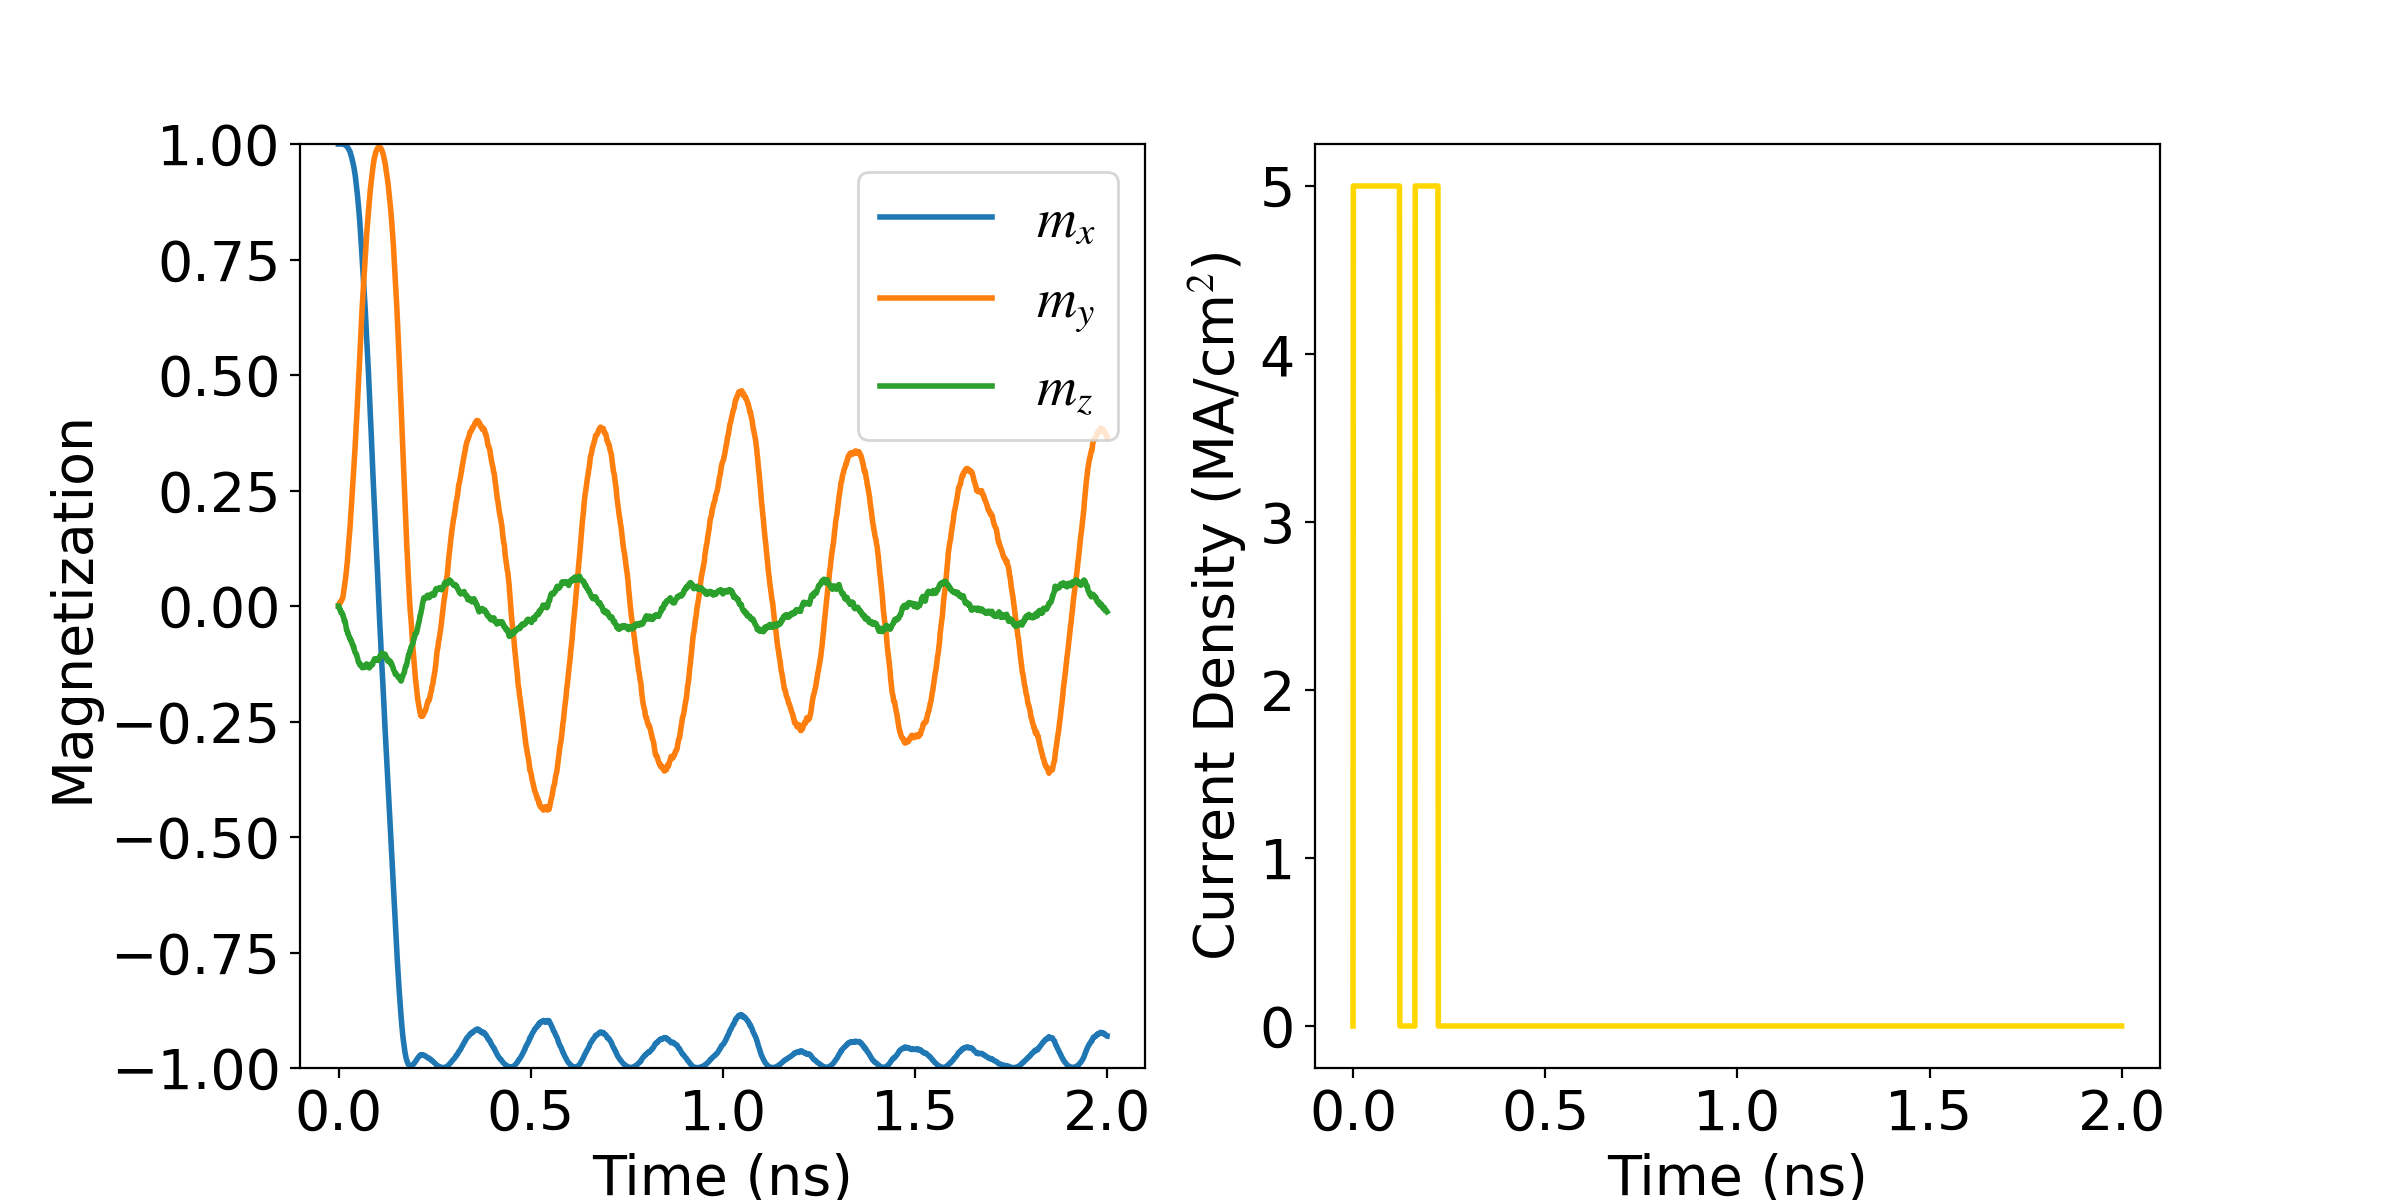 Magnetization
1.00
0.75
0.50
0.25
0.00
−0.25
−0.50
−0.75
−1.00
0.0 0.5 1.0 1.5 2.0
Time (ns)
m_x
m_y
m_z
Current Density (MA/cm²)
5
4
3
2
1
0
0.0 0.5 1.0 1.5 2.0
Time (ns)